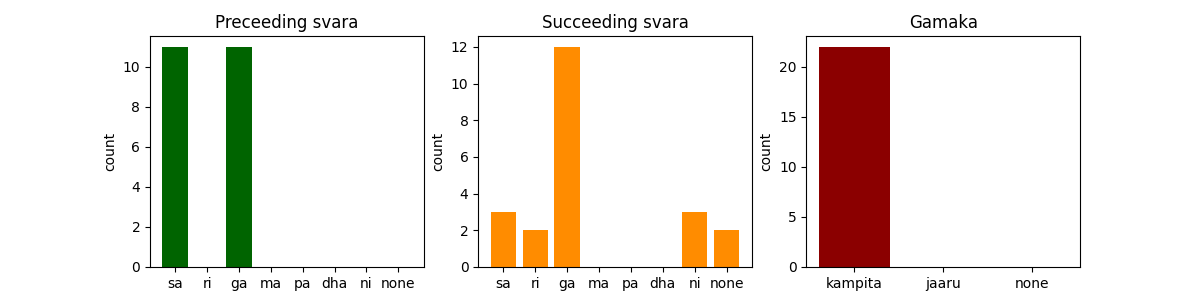 Preceeding svara
count
10
8
6
4
2
0
sa ri ga ma pa dha ni none
Succeeding svara
count
12
10
8
6
4
2
0
sa ri ga ma pa dha ni none
Gamaka
count
20
15
10
5
0
kampita jaaru none